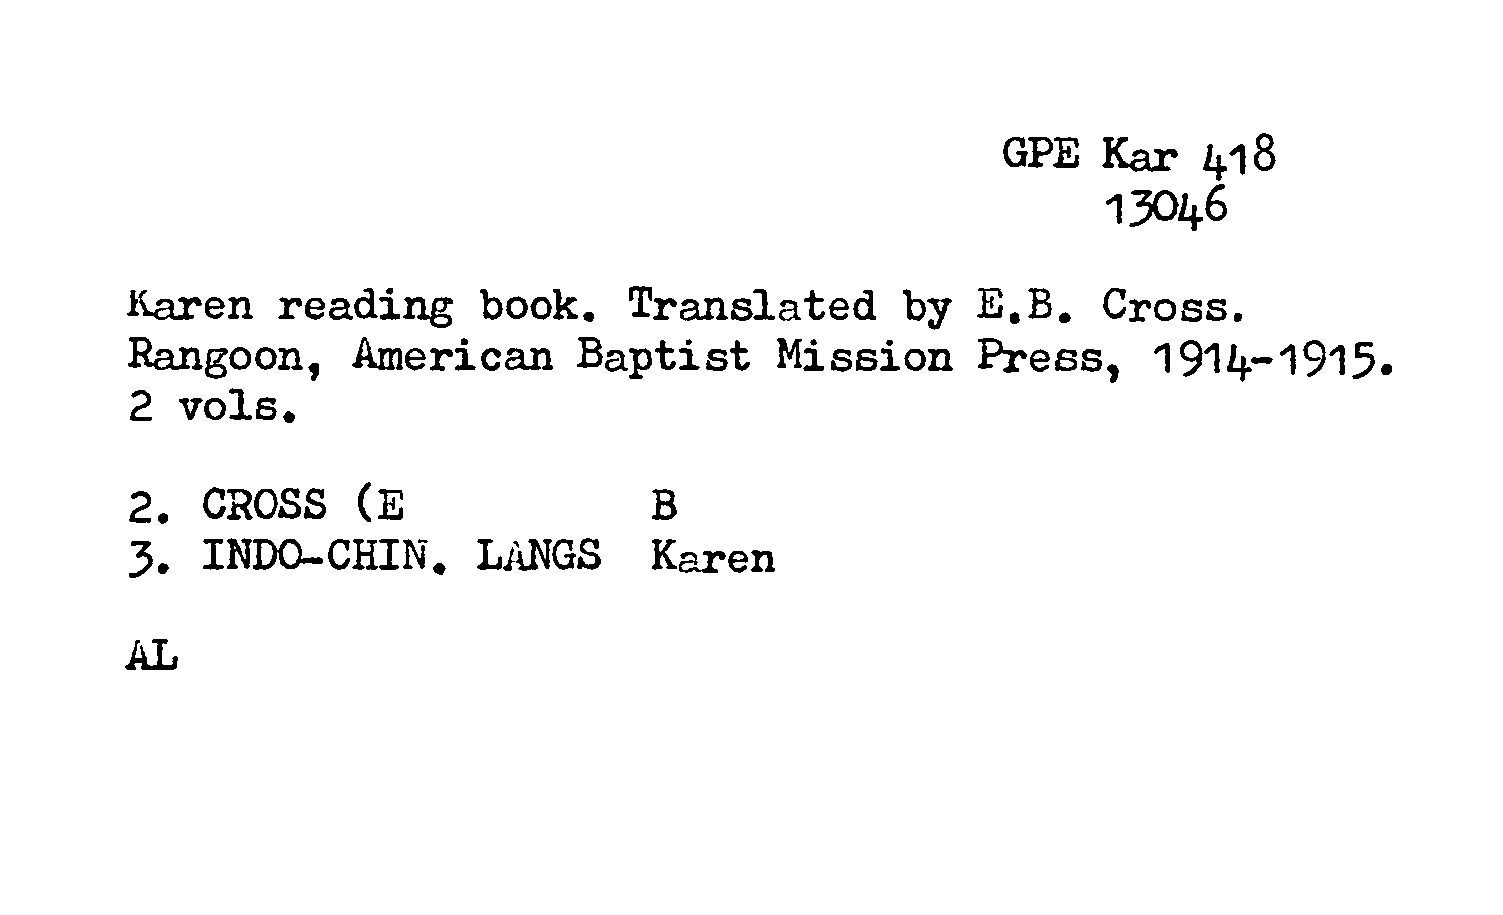 GPE Kar 418
13046
Karen reading book. Translated by E.B. Cross.
Rangoon, American Baptist Mission Press, 1914-1915.
2 vols.
2. CROSS (E B
3. INDO-CHIN. LANGS Karen
AL